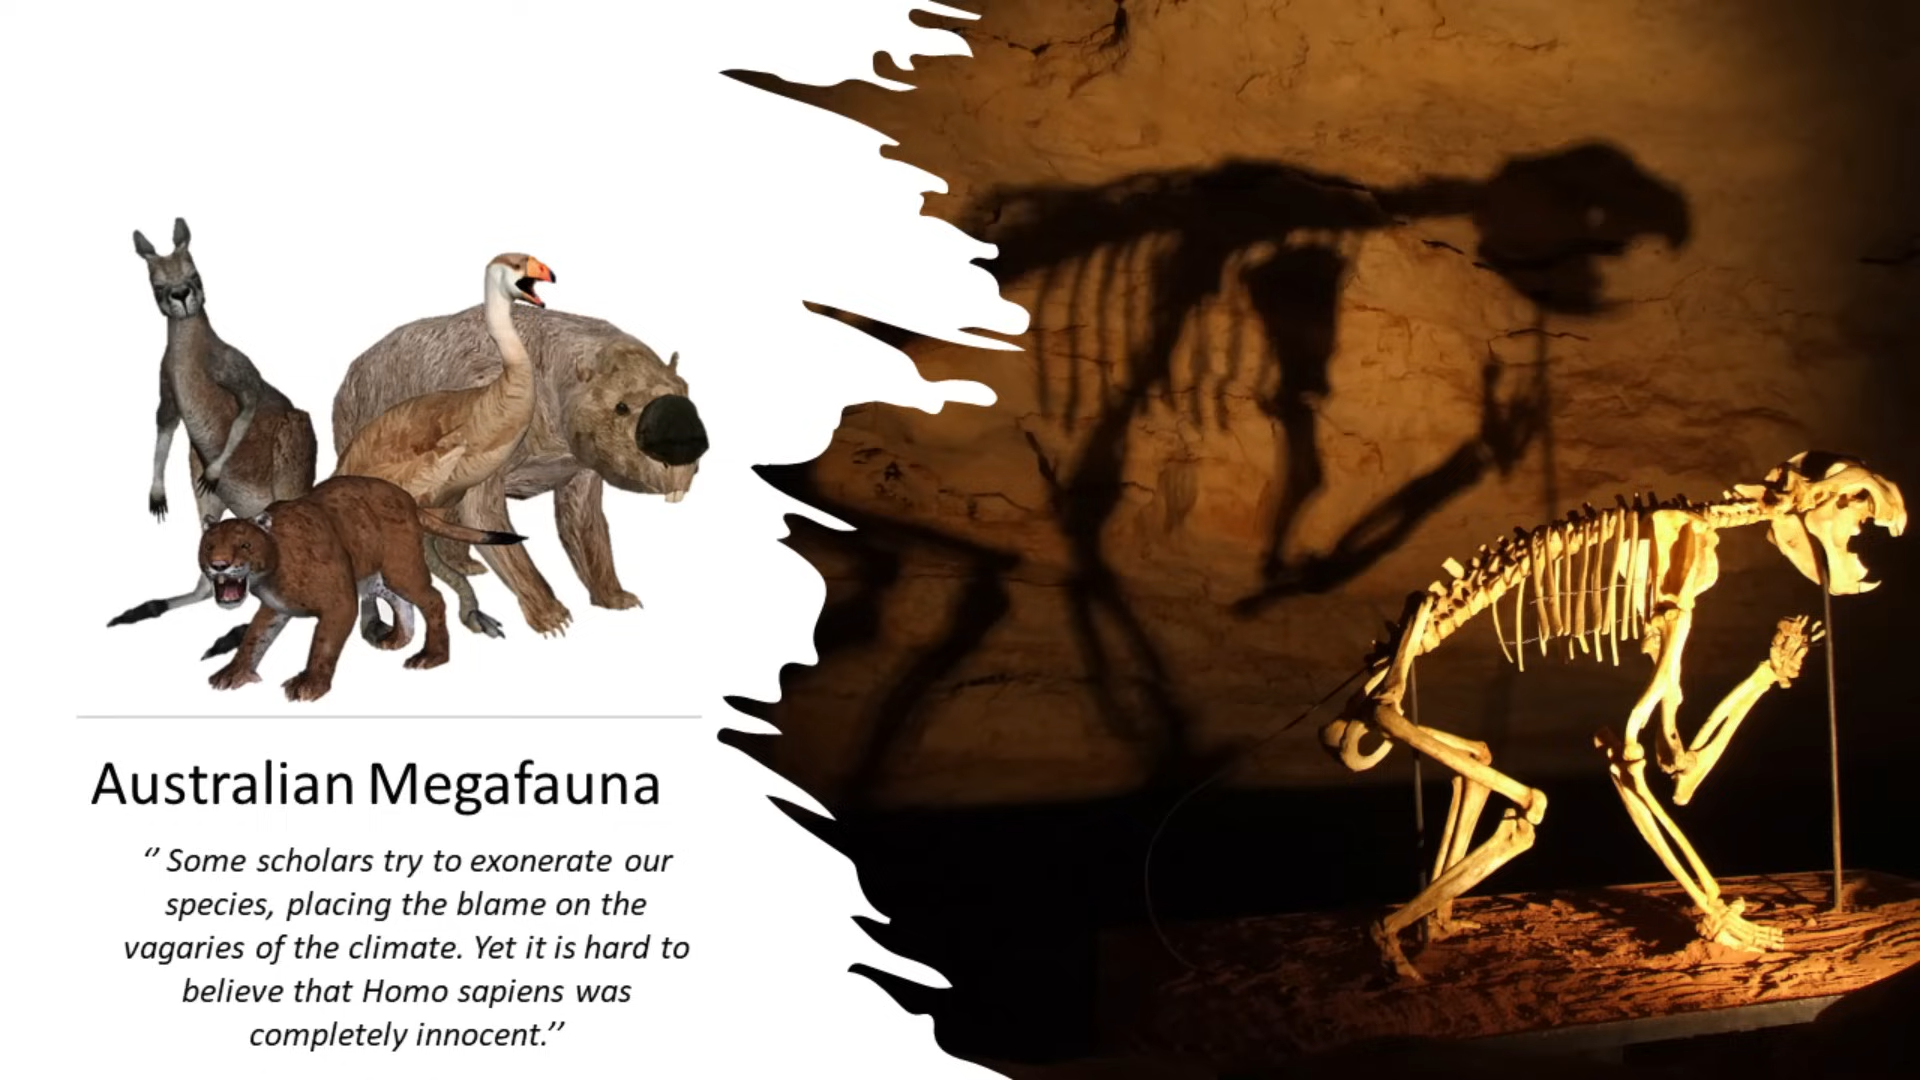 Australian Megafauna
‘’ Some scholars try to exonerate our
species, placing the blame on the
vagaries of the climate. Yet it is hard to
believe that Homo sapiens was
completely innocent.’’